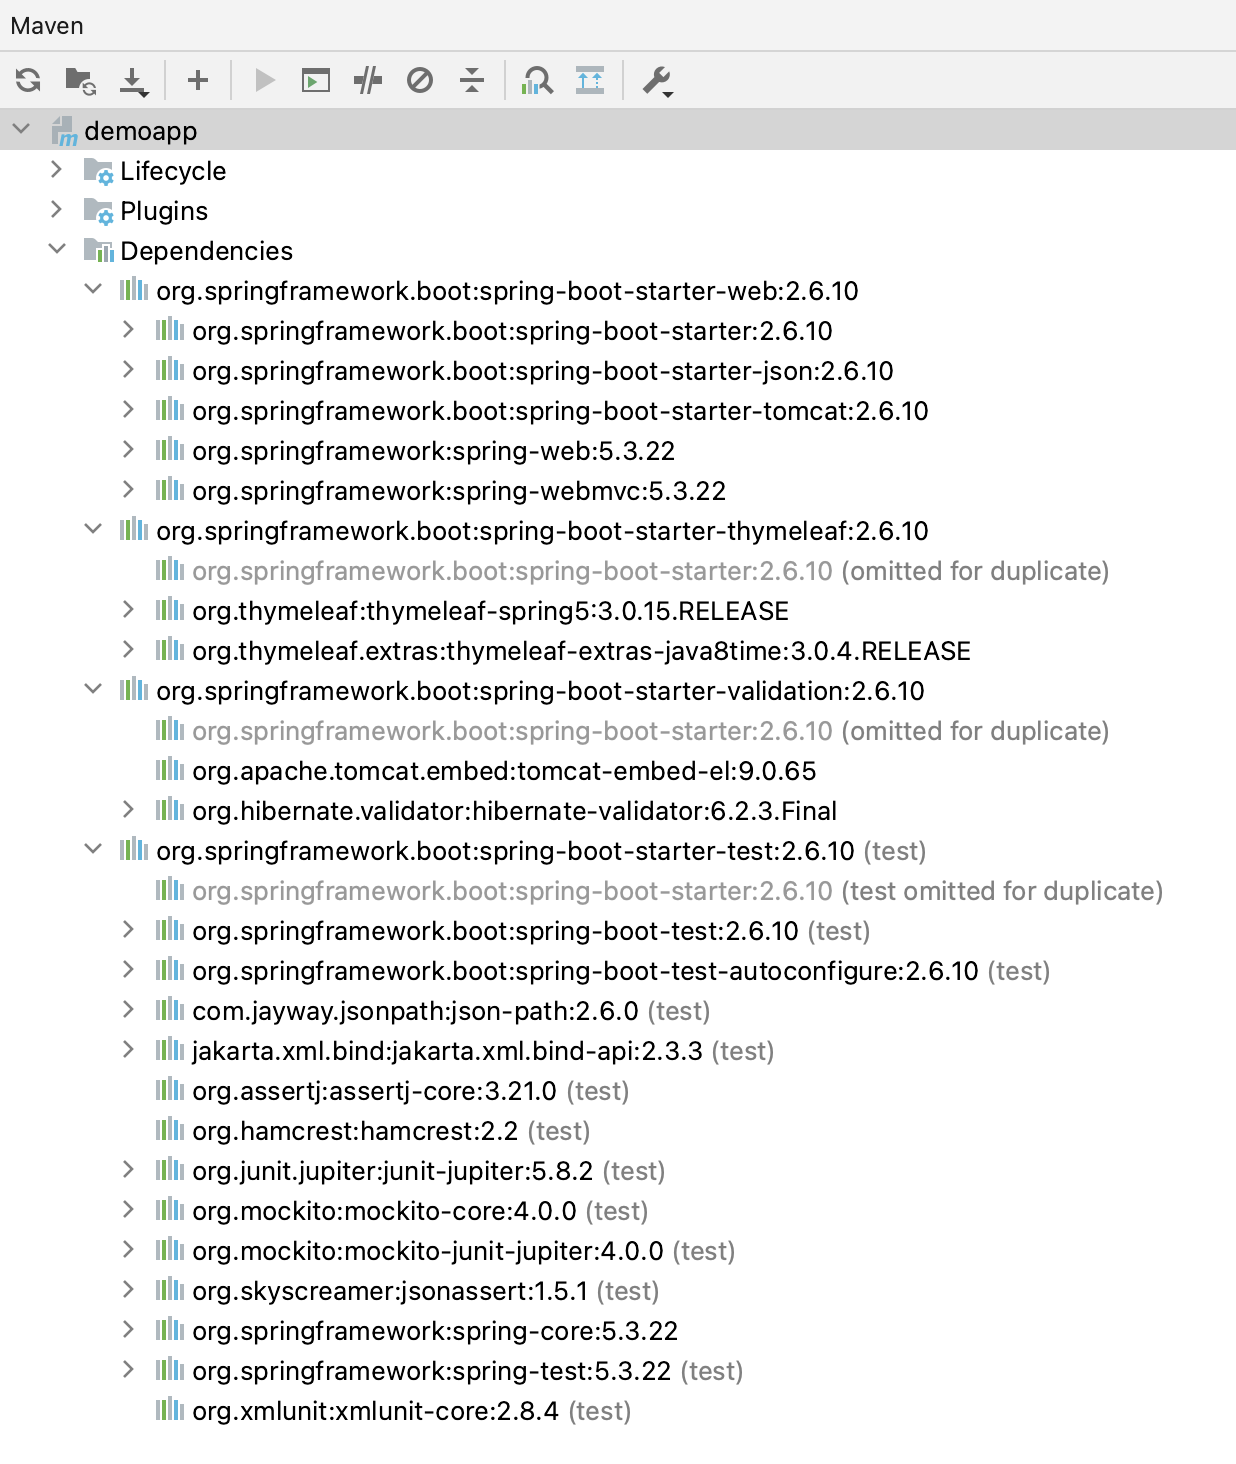 Maven
demoapp
Lifecycle
Plugins
Dependencies
org.springframework.boot:spring-boot-starter-web:2.6.10
org.springframework.boot:spring-boot-starter:2.6.10
org.springframework.boot:spring-boot-starter-json:2.6.10
org.springframework.boot:spring-boot-starter-tomcat:2.6.10
org.springframework:spring-web:5.3.22
org.springframework:spring-webmvc:5.3.22
org.springframework.boot:spring-boot-starter-thymeleaf:2.6.10
org.springframework.boot:spring-boot-starter:2.6.10 (omitted for duplicate)
org.thymeleaf:thymeleaf-spring5:3.0.15.RELEASE
org.thymeleaf.extras:thymeleaf-extras-java8time:3.0.4.RELEASE
org.springframework.boot:spring-boot-starter-validation:2.6.10
org.springframework.boot:spring-boot-starter:2.6.10 (omitted for duplicate)
org.apache.tomcat.embed:tomcat-embed-el:9.0.65
org.hibernate.validator:hibernate-validator:6.2.3.Final
org.springframework.boot:spring-boot-starter-test:2.6.10 (test)
org.springframework.boot:spring-boot-starter:2.6.10 (test omitted for duplicate)
org.springframework.boot:spring-boot-test:2.6.10 (test)
org.springframework.boot:spring-boot-test-autoconfigure:2.6.10 (test)
com.jayway.jsonpath:json-path:2.6.0 (test)
jakarta.xml.bind:jakarta.xml.bind-api:2.3.3 (test)
org.assertj:assertj-core:3.21.0 (test)
org.hamcrest:hamcrest:2.2 (test)
org.junit.jupiter:junit-jupiter:5.8.2 (test)
org.mockito:mockito-core:4.0.0 (test)
org.mockito:mockito-junit-jupiter:4.0.0 (test)
org.skyscreamer:jsonassert:1.5.1 (test)
org.springframework:spring-core:5.3.22
org.springframework:spring-test:5.3.22 (test)
org.xmlunit:xmlunit-core:2.8.4 (test)